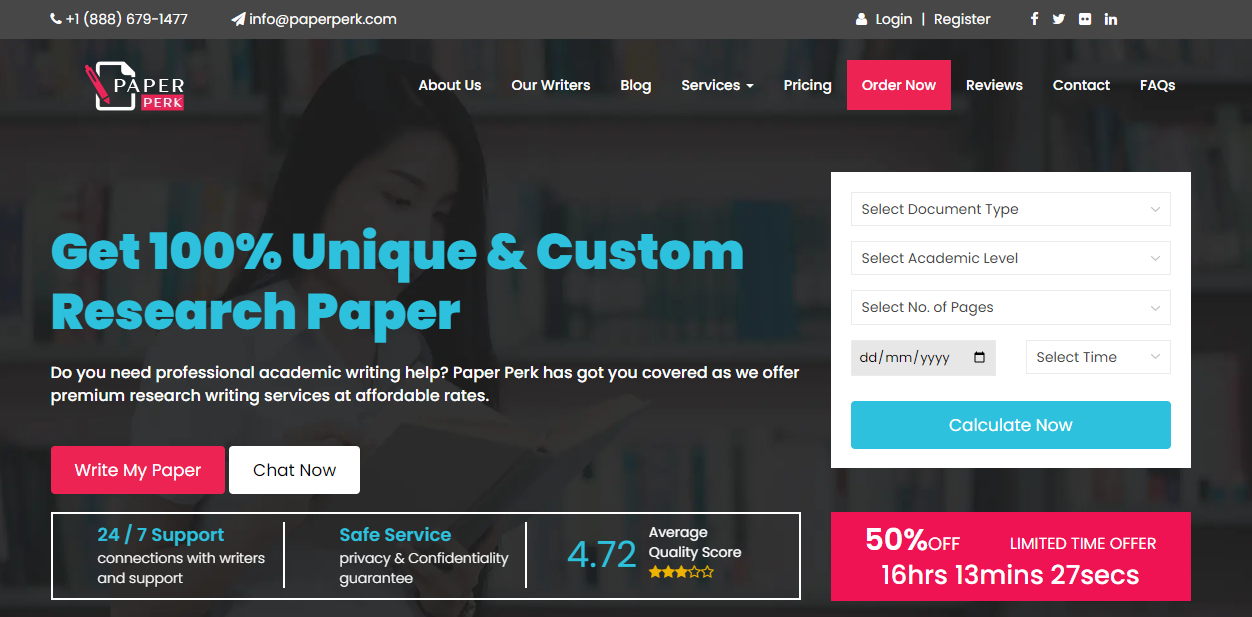 +1 (888) 679-1477
info@paperperk.com
Login | Register
PAPER
PERK
About Us
Our Writers
Blog
Services
Pricing
Order Now
Reviews
Contact
FAQs
Get 100% Unique & Custom
Research Paper
Do you need professional academic writing help? Paper Perk has got you covered as we offer
premium research writing services at affordable rates.
Write My Paper
Chat Now
24 / 7 Support
connections with writers
and support
Safe Service
privacy & Confidentiality
guarantee
4.72
Average
Quality Score
Select Document Type
Select Academic Level
Select No. of Pages
dd/mm/yyyy
Select Time
Calculate Now
50%OFF
LIMITED TIME OFFER
16hrs 13mins 27secs